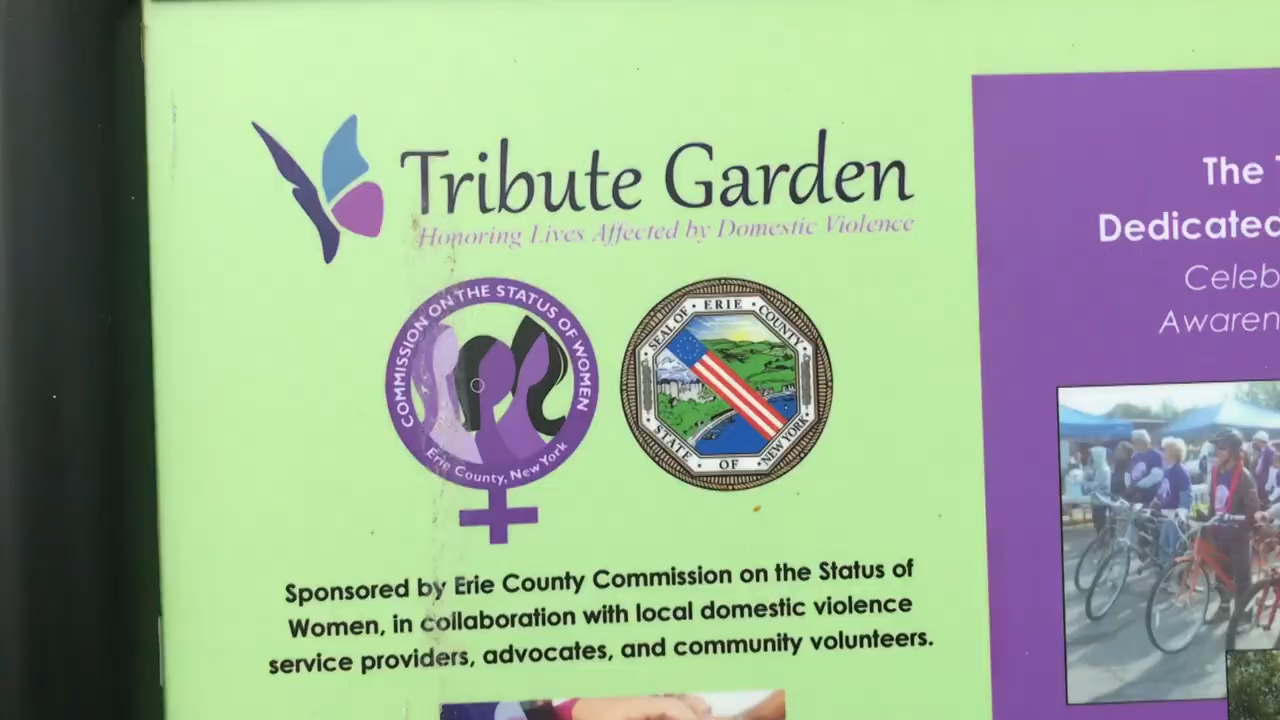 Tribute Garden
Honoring Lives Affected by Domestic Violence
COMMISSION ON THE STATUS OF WOMEN
Erie County, New York
SEAL OF · ERIE · COUNTY
STATE · OF · NEW YORK
Sponsored by Erie County Commission on the Status of
Women, in collaboration with local domestic violence
service providers, advocates, and community volunteers.
The
Dedicated
Celeb
Awaren